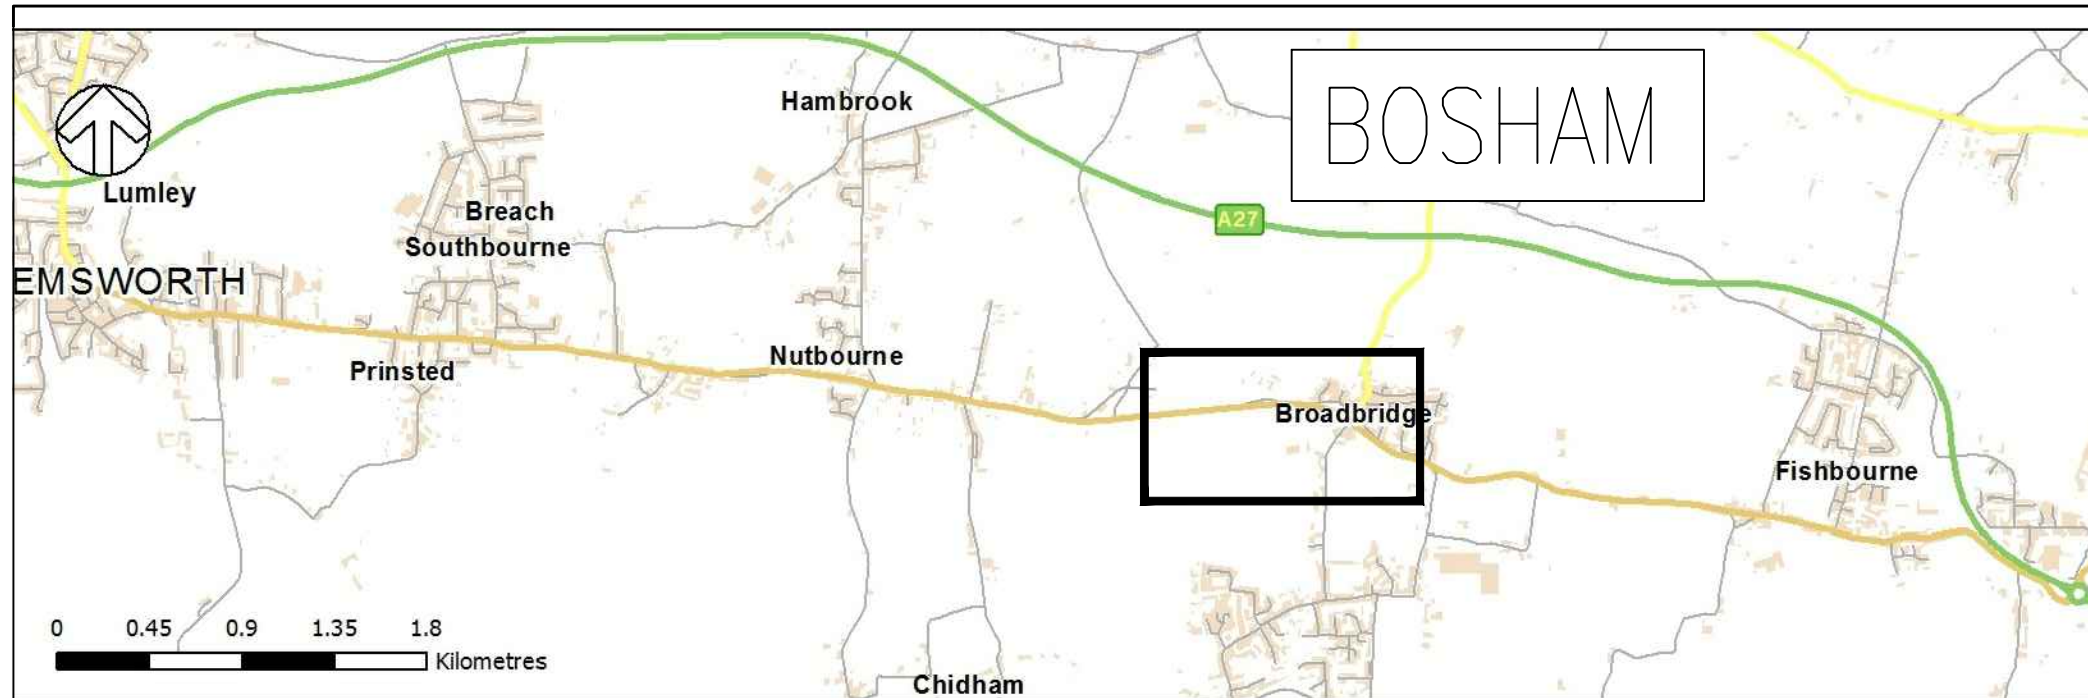 BOSHAM
Hambrook
Lumley
Breach
Southbourne
A27
EMSWORTH
Prinsted
Nutbourne
Broadbridge
Fishbourne
0 0.45 0.9 1.35 1.8
Kilometres
Chidham